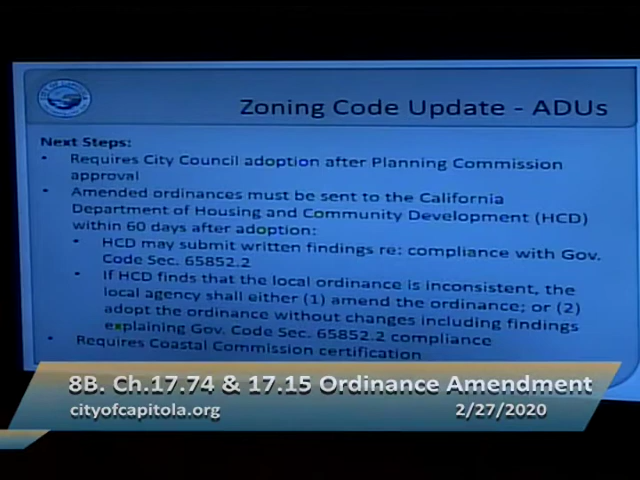 Zoning Code Update - ADUs
Next Steps:
• Requires City Council adoption after Planning Commission
approval
• Amended ordinances must be sent to the California
Department of Housing and Community Development (HCD)
within 60 days after adoption:
• HCD may submit written findings re: compliance with Gov.
Code Sec. 65852.2
• If HCD finds that the local ordinance is inconsistent, the
local agency shall either (1) amend the ordinance; or (2)
adopt the ordinance without changes including findings
explaining Gov. Code Sec. 65852.2 compliance
• Requires Coastal Commission certification
8B. Ch.17.74 & 17.15 Ordinance Amendment
cityofcapitola.org 2/27/2020